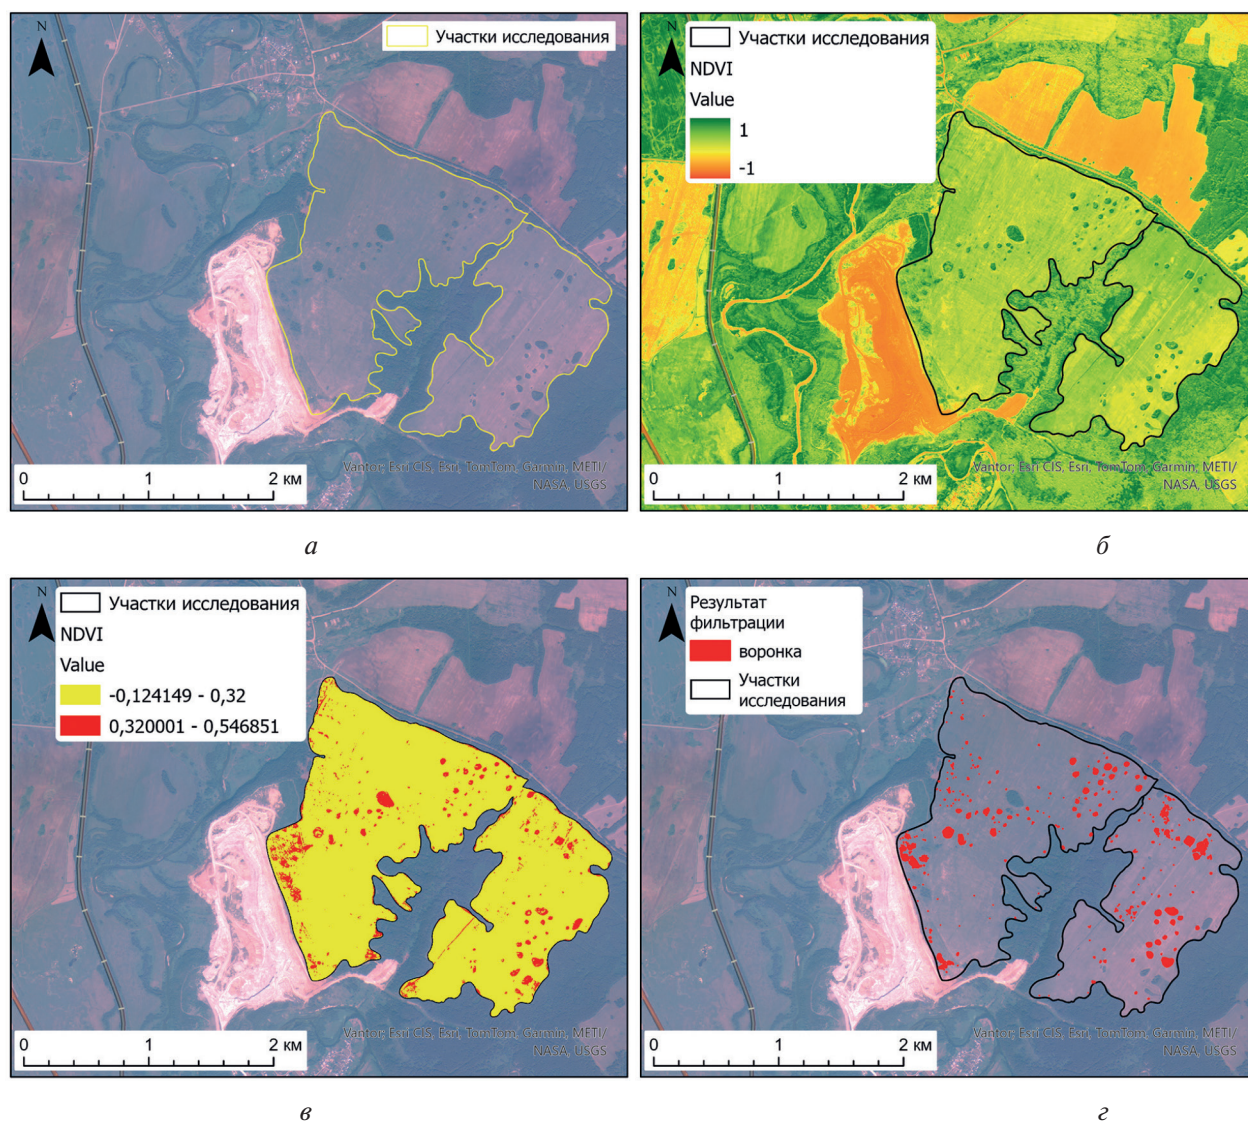 N
Участки исследования
0 1 2 км
Vantor, Esri CIS, Esri, TomTom, Garmin, METI/
NASA, USGS
а
N
Участки исследования
NDVI
Value
1
-1
0 1 2 км
Vantor, Esri CIS, Esri, TomTom, Garmin, METI/
NASA, USGS
б
N
Участки исследования
NDVI
Value
-0,124149 - 0,32
0,320001 - 0,546851
0 1 2 км
Vantor, Esri CIS, Esri, TomTom, Garmin, METI/
NASA, USGS
в
N
Результат
фильтрации
воронка
Участки
исследования
0 1 2 км
Vantor, Esri CIS, Esri, TomTom, Garmin, METI/
NASA, USGS
г